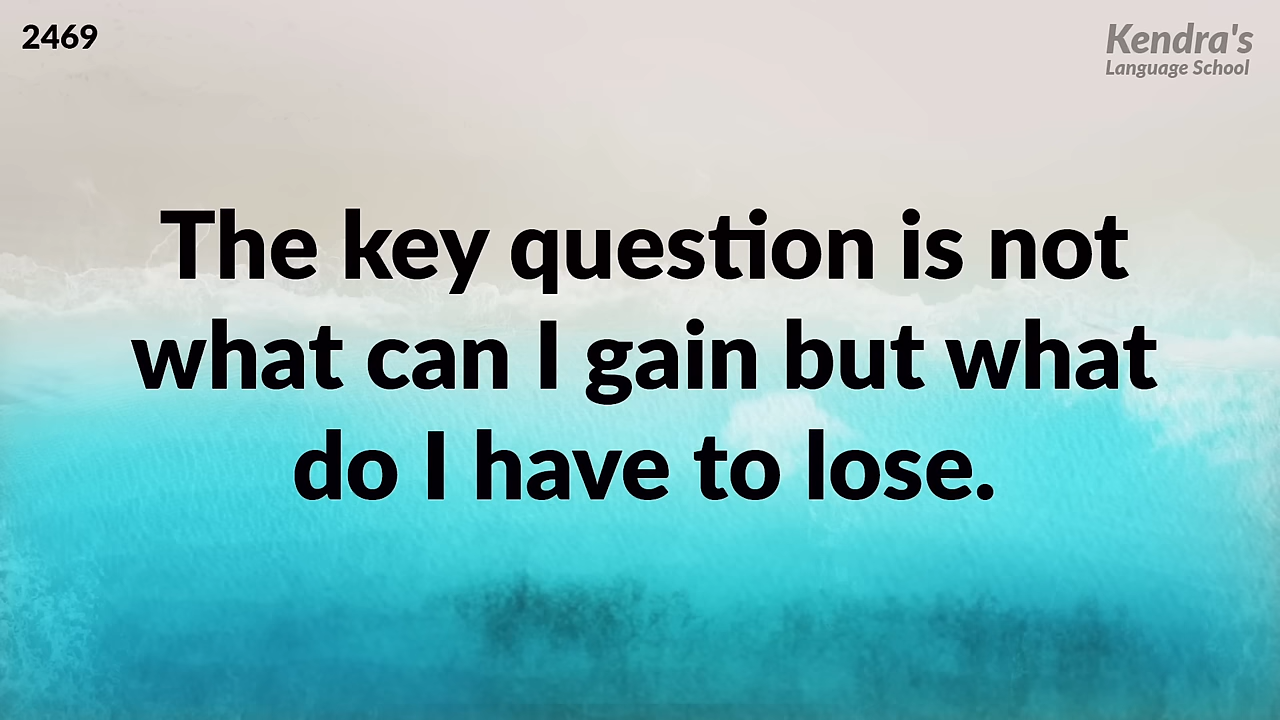 2469
Kendra's
Language School
The key question is not
what can I gain but what
do I have to lose.